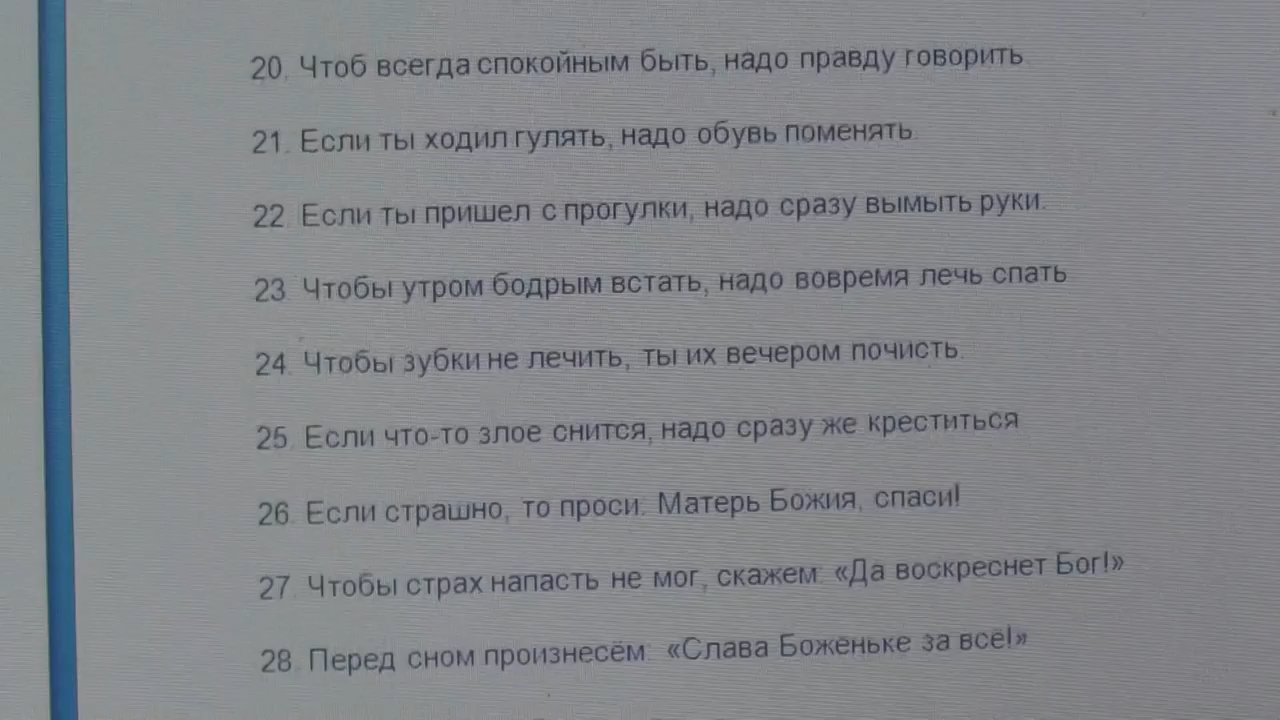 20. Чтоб всегда спокойным быть, надо правду говорить.
21. Если ты ходил гулять, надо обувь поменять.
22. Если ты пришел с прогулки, надо сразу вымыть руки.
23. Чтобы утром бодрым встать, надо вовремя лечь спать
24. Чтобы зубки не лечить, ты их вечером почисть.
25. Если что-то злое снится, надо сразу же креститься
26. Если страшно, то проси: Матерь Божия, спаси!
27. Чтобы страх напасть не мог, скажем: «Да воскреснет Бог!»
28. Перед сном произнесём: «Слава Боженьке за всё!»